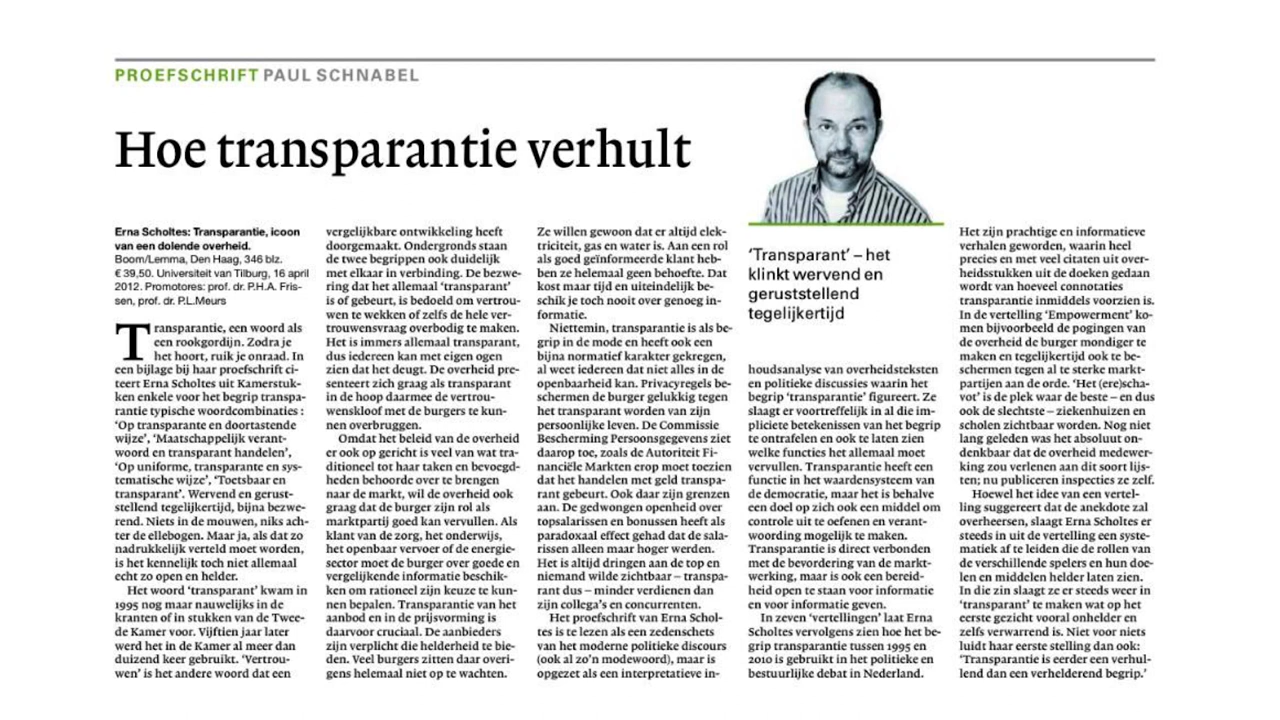 PROEFSCHRIFT PAUL SCHNABEL
Hoe transparantie verhult
Erna Scholtes: Transparantie, icoon
van een dolende overheid.
Boom/Lemma, Den Haag, 346 blz.
€ 39,50. Universiteit van Tilburg, 16 april
2012. Promotores: prof. dr. P.H.A. Fris-
sen, prof. dr. P.L.Meurs
Transparantie, een woord als
een rookgordijn. Zodra je
het hoort, ruik je onraad. In
een bijlage bij haar proefschrift ci-
teert Erna Scholtes uit Kamerstuk-
ken enkele voor het begrip transpa-
rantie typische woordcombinaties :
‘Op transparante en doortastende
wijze’, ‘Maatschappelijk verant-
woord en transparant handelen’,
‘Op uniforme, transparante en sys-
tematische wijze’, ‘Toetsbaar en
transparant’. Wervend en gerust-
stellend tegelijkertijd, bijna bezwe-
rend. Niets in de mouwen, niks ach-
ter de ellebogen. Maar ja, als dat zo
nadrukkelijk verteld moet worden,
is het kennelijk toch niet allemaal
echt zo open en helder.
Het woord ‘transparant’ kwam in
1995 nog maar nauwelijks in de
kranten of in stukken van de Twee-
de Kamer voor. Vijftien jaar later
werd het in de Kamer al meer dan
duizend keer gebruikt. ‘Vertrou-
wen’ is het andere woord dat een
vergelijkbare ontwikkeling heeft
doorgemaakt. Ondergronds staan
de twee begrippen ook duidelijk
met elkaar in verbinding. De bezwe-
ring dat het allemaal ‘transparant’
is of gebeurt, is bedoeld om vertrou-
wen te wekken of zelfs de hele ver-
trouwensvraag overbodig te maken.
Het is immers allemaal transparant,
dus iedereen kan met eigen ogen
zien dat het deugt. De overheid pre-
senteert zich graag als transparant
in de hoop daarmee de vertrou-
wenskloof met de burgers te kun-
nen overbruggen.
Omdat het beleid van de overheid
er ook op gericht is veel van wat tra-
ditioneel tot haar taken en bevoegd-
heden behoorde over te brengen
naar de markt, wil de overheid ook
graag dat de burger zijn rol als
marktpartij goed kan vervullen. Als
klant van de zorg, het onderwijs,
het openbaar vervoer of de energie-
sector moet de burger over goede en
vergelijkende informatie beschik-
ken om rationeel zijn keuze te kun-
nen bepalen. Transparantie van het
aanbod en in de prijsvorming is
daarvoor cruciaal. De aanbieders
zijn verplicht die helderheid te bie-
den. Veel burgers zitten daar overi-
gens helemaal niet op te wachten.
Ze willen gewoon dat er altijd elek-
triciteit, gas en water is. Aan een rol
als goed geïnformeerde klant heb-
ben ze helemaal geen behoefte. Dat
kost maar tijd en uiteindelijk be-
schik je toch nooit over genoeg in-
formatie.
Niettemin, transparantie is als be-
grip in de mode en heeft ook een
bijna normatief karakter gekregen,
al weet iedereen dat niet alles in de
openbaarheid kan. Privacyregels be-
schermen de burger gelukkig tegen
het transparant worden van zijn
persoonlijke leven. De Commissie
Bescherming Persoonsgegevens ziet
daarop toe, zoals de Autoriteit Fi-
nanciële Markten erop moet toezien
dat het handelen met geld transpa-
rant gebeurt. Ook daar zijn grenzen
aan. De gedwongen openheid over
topsalarissen en bonussen heeft als
paradoxaal effect gehad dat de sala-
rissen alleen maar hoger werden.
Het is altijd dringen aan de top en
niemand wilde zichtbaar – transpa-
rant dus – minder verdienen dan
zijn collega’s en concurrenten.
Het proefschrift van Erna Schol-
tes is te lezen als een zedenschets
van het moderne politieke discours
(ook al zo’n modewoord), maar is
opgezet als een interpretatieve in-
‘Transparant’ – het
klinkt wervend en
geruststellend
tegelijkertijd
houdsanalyse van overheidsteksten
en politieke discussies waarin het
begrip ‘transparantie’ figureert. Ze
slaagt er voortreffelijk in al die im-
pliciete betekenissen van het begrip
te ontrafelen en ook te laten zien
welke functies het allemaal moet
vervullen. Transparantie heeft een
functie in het waardensysteem van
de democratie, maar het is behalve
een doel op zich ook een middel om
controle uit te oefenen en verant-
woording mogelijk te maken.
Transparantie is direct verbonden
met de bevordering van de markt-
werking, maar is ook een bereid-
heid open te staan voor informatie
en voor informatie geven.
In zeven ‘vertellingen’ laat Erna
Scholtes vervolgens zien hoe het be-
grip transparantie tussen 1995 en
2010 is gebruikt in het politieke en
bestuurlijke debat in Nederland.
Het zijn prachtige en informatieve
verhalen geworden, waarin heel
precies en met veel citaten uit over-
heidsstukken uit de doeken gedaan
wordt van hoeveel connotaties
transparantie inmiddels voorzien is.
In de vertelling ‘Empowerment’ ko-
men bijvoorbeeld de pogingen van
de overheid de burger mondiger te
maken en tegelijkertijd ook te be-
schermen tegen al te sterke markt-
partijen aan de orde. ‘Het (ere)scha-
vot’ is de plek waar de beste – en dus
ook de slechtste – ziekenhuizen en
scholen zichtbaar worden. Nog niet
lang geleden was het absoluut on-
denkbaar dat de overheid medewer-
king zou verlenen aan dit soort lijs-
ten; nu publiceren inspecties ze zelf.
Hoewel het idee van een vertel-
ling suggereert dat de anekdote zal
overheersen, slaagt Erna Scholtes er
steeds in uit de vertelling een syste-
matiek af te leiden die de rollen van
de verschillende spelers en hun doe-
len en middelen helder laten zien.
In die zin slaagt ze er steeds weer in
‘transparant’ te maken wat op het
eerste gezicht vooral onhelder en
zelfs verwarrend is. Niet voor niets
luidt haar eerste stelling dan ook:
‘Transparantie is eerder een verhul-
lend dan een verhelderend begrip.’